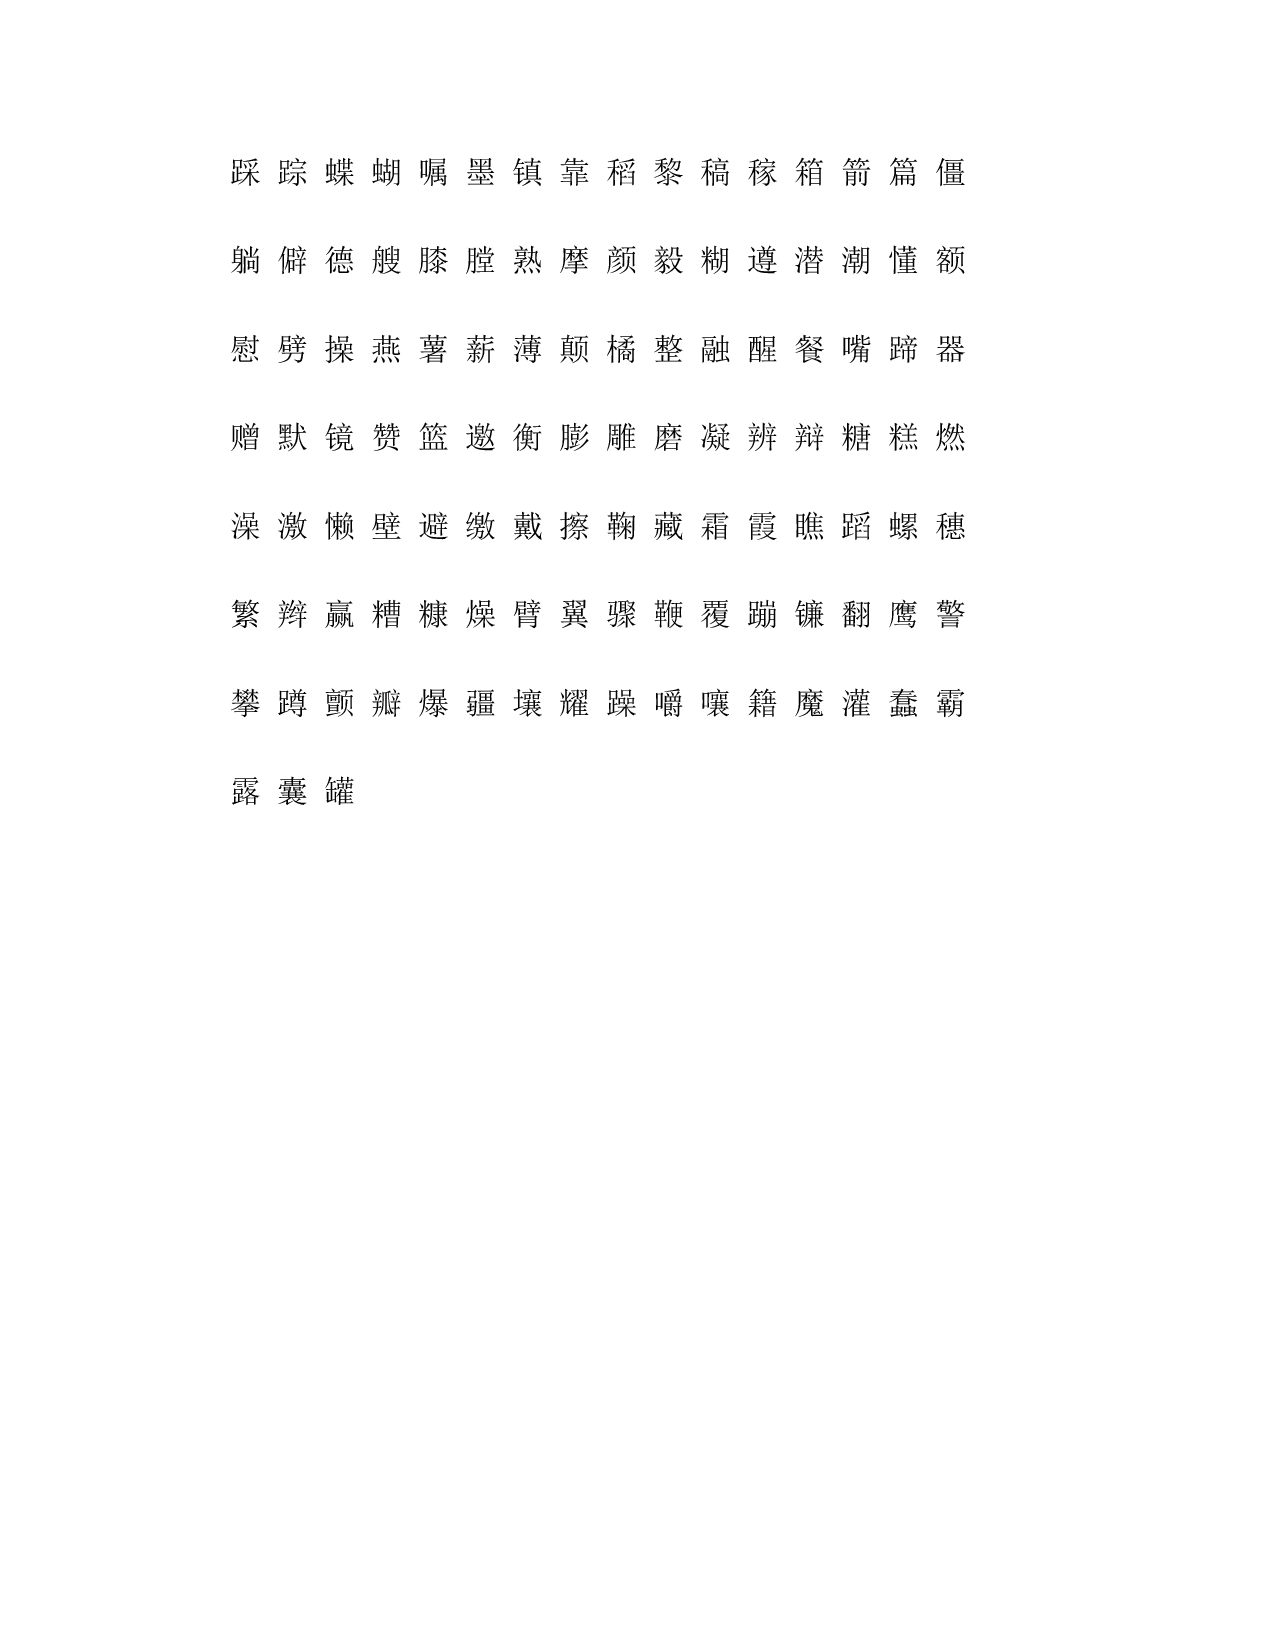 踩 踪 蝶 蝴 嘱 墨 镇 靠 稻 黎 稿 稼 箱 箭 篇 僵
躺 僻 德 艘 膝 膛 熟 摩 颜 毅 糊 遵 潜 潮 懂 额
慰 劈 操 燕 薯 薪 薄 颠 橘 整 融 醒 餐 嘴 蹄 器
赠 默 镜 赞 篮 邀 衡 膨 雕 磨 凝 辨 辩 糖 糕 燃
澡 激 懒 壁 避 缴 戴 擦 鞠 藏 霜 霞 瞧 蹈 螺 穗
繁 辫 赢 糟 糠 燥 臂 翼 骤 鞭 覆 蹦 镰 翻 鹰 警
攀 蹲 颤 瓣 爆 疆 壤 耀 躁 嚼 嚷 籍 魔 灌 蠢 霸
露 囊 罐